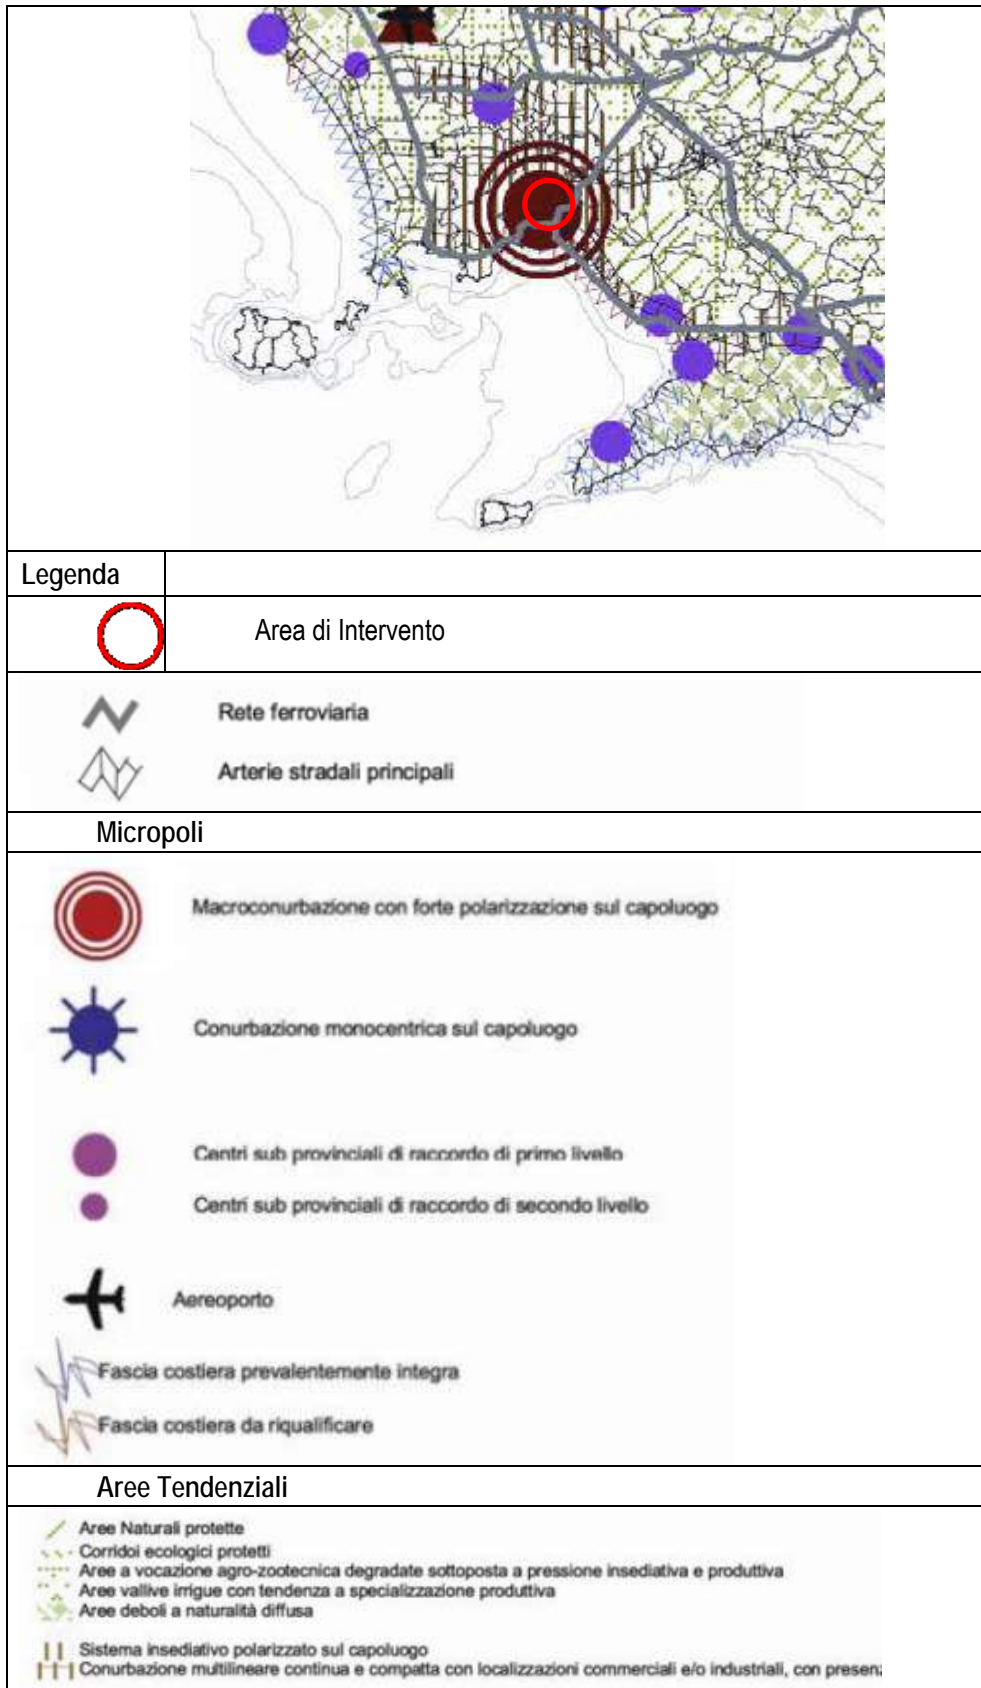 Legenda
Area di Intervento
Rete ferroviaria
Arterie stradali principali
Micropoli
Macroconurbazione con forte polarizzazione sul capoluogo
Conurbazione monocentrica sul capoluogo
Centri sub provinciali di raccordo di primo livello
Centri sub provinciali di raccordo di secondo livello
Aereoporto
Fascia costiera prevalentemente integra
Fascia costiera da riqualificare
Aree Tendenziali
Aree Naturali protette
Corridoi ecologici protetti
Aree a vocazione agro-zootecnica degradate sottoposta a pressione insediativa e produttiva
Aree vallive irrigue con tendenza a specializzazione produttiva
Aree deboli a naturalità diffusa
Sistema insediativo polarizzato sul capoluogo
Conurbazione multilineare continua e compatta con localizzazioni commerciali e/o industriali, con